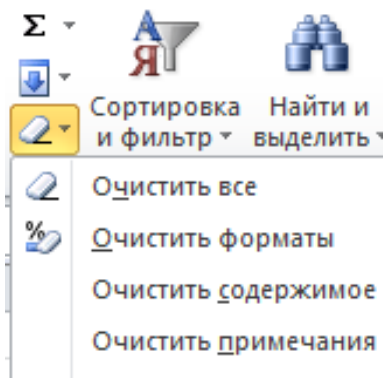 Σ
Сортировка и фильтр
Найти и выделить
Очистить все
% Очистить форматы
Очистить содержимое
Очистить примечания